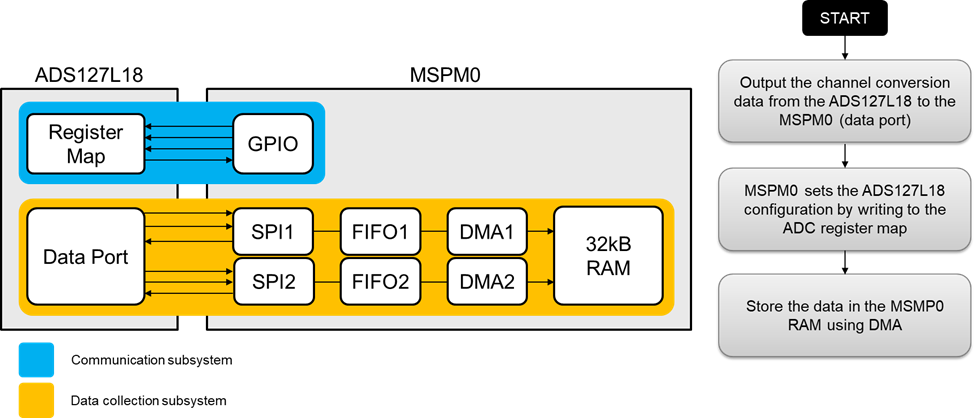 ADS127L18
MSPM0
Register
Map
GPIO
Data Port
SPI1
FIFO1
DMA1
SPI2
FIFO2
DMA2
32kB
RAM
Communication subsystem
Data collection subsystem
START
Output the channel conversion
data from the ADS127L18 to the
MSPM0 (data port)
MSPM0 sets the ADS127L18
configuration by writing to the
ADC register map
Store the data in the MSMP0
RAM using DMA